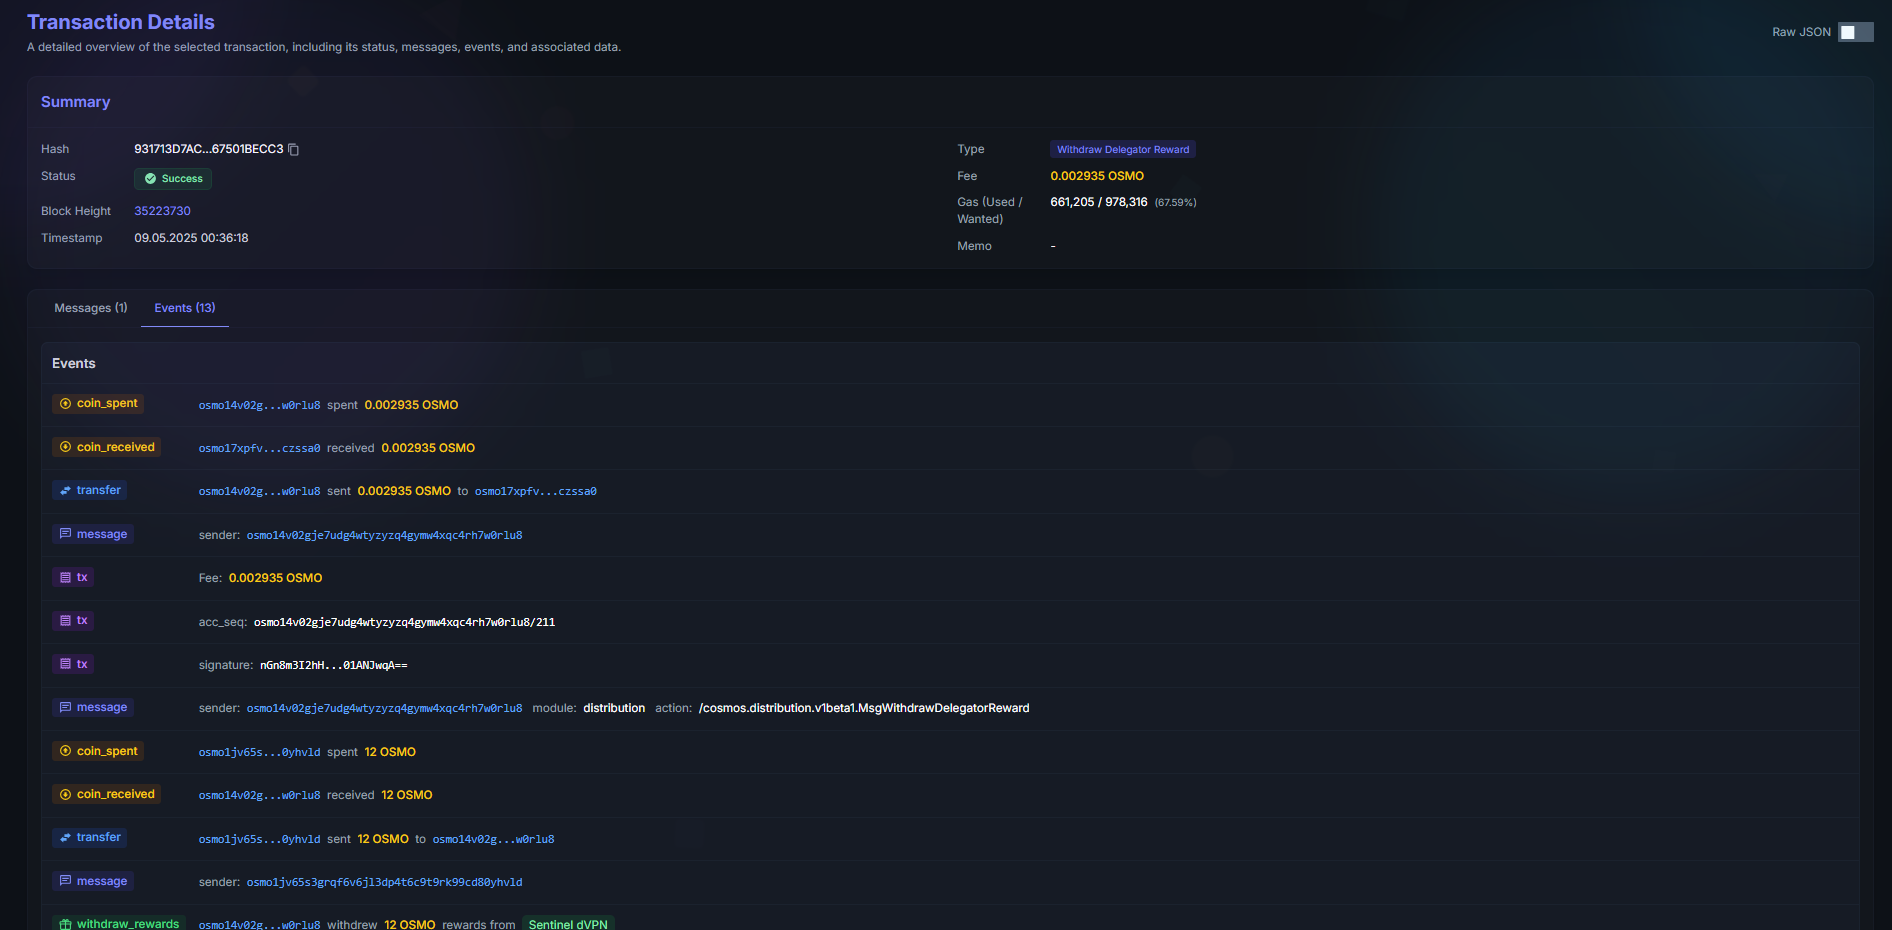 Transaction Details
A detailed overview of the selected transaction, including its status, messages, events, and associated data.
Raw JSON
Summary
Hash 931713D7AC...67501BECC3
Status Success
Block Height 35223730
Timestamp 09.05.2025 00:36:18
Type Withdraw Delegator Reward
Fee 0.002935 OSMO
Gas (Used / Wanted) 661,205 / 978,316 (67.59%)
Memo -
Messages (1) Events (13)
Events
coin_spent osmo14v02g...w0rlu8 spent 0.002935 OSMO
coin_received osmo17xpfv...czssa0 received 0.002935 OSMO
transfer osmo14v02g...w0rlu8 sent 0.002935 OSMO to osmo17xpfv...czssa0
message sender: osmo14v02gje7udg4wtyzyzq4gymw4xqc4rh7w0rlu8
tx Fee: 0.002935 OSMO
tx acc_seq: osmo14v02gje7udg4wtyzyzq4gymw4xqc4rh7w0rlu8/211
tx signature: nGn8m3I2hH...01ANJwqA==
message sender: osmo14v02gje7udg4wtyzyzq4gymw4xqc4rh7w0rlu8 module: distribution action: /cosmos.distribution.v1beta1.MsgWithdrawDelegatorReward
coin_spent osmo1jv65s...0yhvld spent 12 OSMO
coin_received osmo14v02g...w0rlu8 received 12 OSMO
transfer osmo1jv65s...0yhvld sent 12 OSMO to osmo14v02g...w0rlu8
message sender: osmo1jv65s3grqf6v6jl3dp4t6c9t9rk99cd80yhvld
withdraw_rewards osmo14v02g...w0rlu8 withdrew 12 OSMO rewards from Sentinel dVPN